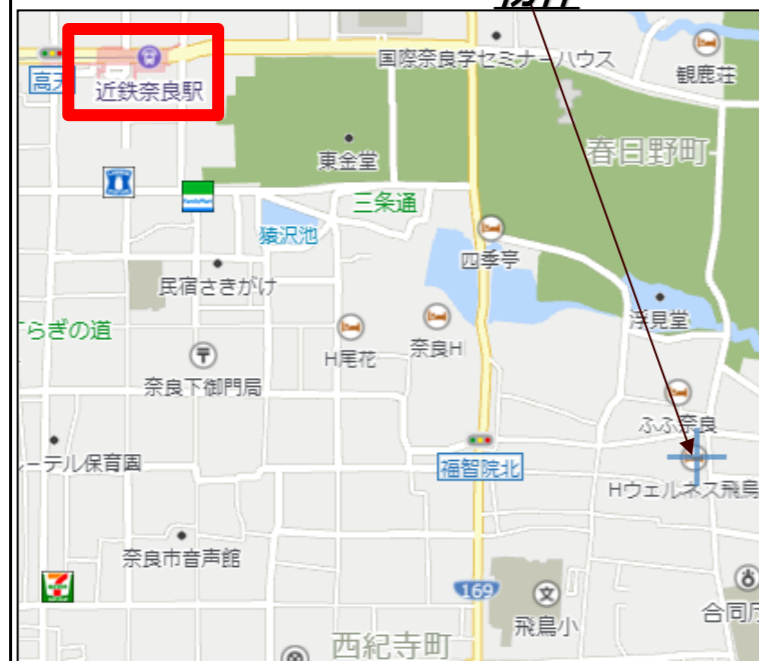 物件
国際奈良学セミナーハウス
観鹿荘
高天
近鉄奈良駅
東金堂
春日野町
FamilyMart
三条通
猿沢池
四季亭
民宿さきがけ
浮見堂
らぎの道
H尾花
奈良H
奈良下御門局
ふふ奈良
ーテル保育園
福智院北
Hウェルネス飛鳥
奈良市音声館
169
飛鳥小
合同庁
西紀寺町